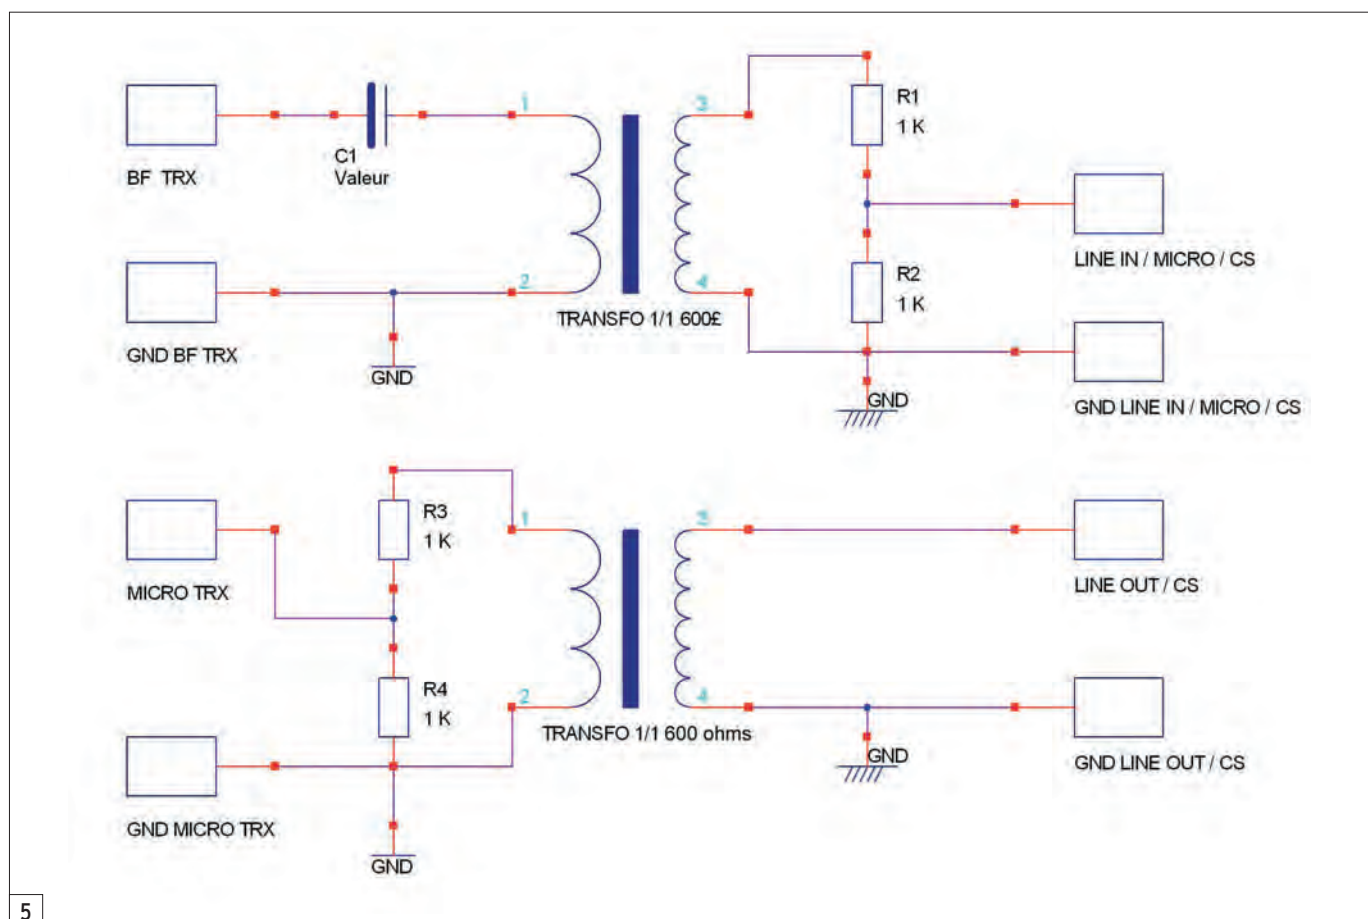 BF TRX
C1
Valeur
1
2
3
4
TRANSFO 1/1 600£
R1
1 K
R2
1 K
LINE IN / MICRO / CS
GND BF TRX
GND
GND
GND LINE IN / MICRO / CS
MICRO TRX
R3
1 K
R4
1 K
1
2
3
4
TRANSFO 1/1 600 ohms
LINE OUT / CS
GND
GND LINE OUT / CS
GND MICRO TRX
GND
5